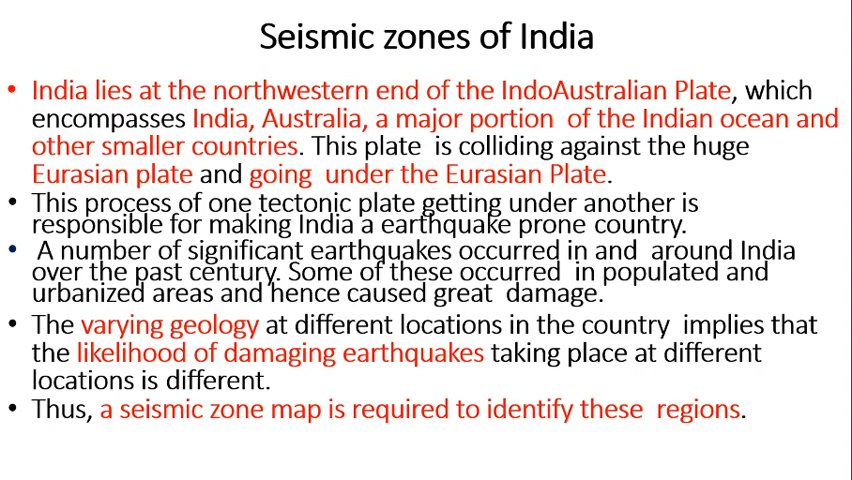 Seismic zones of India
• India lies at the northwestern end of the IndoAustralian Plate, which
encompasses India, Australia, a major portion of the Indian ocean and
other smaller countries. This plate is colliding against the huge
Eurasian plate and going under the Eurasian Plate.
• This process of one tectonic plate getting under another is
responsible for making India a earthquake prone country.
• A number of significant earthquakes occurred in and around India
over the past century. Some of these occurred in populated and
urbanized areas and hence caused great damage.
• The varying geology at different locations in the country implies that
the likelihood of damaging earthquakes taking place at different
locations is different.
• Thus, a seismic zone map is required to identify these regions.